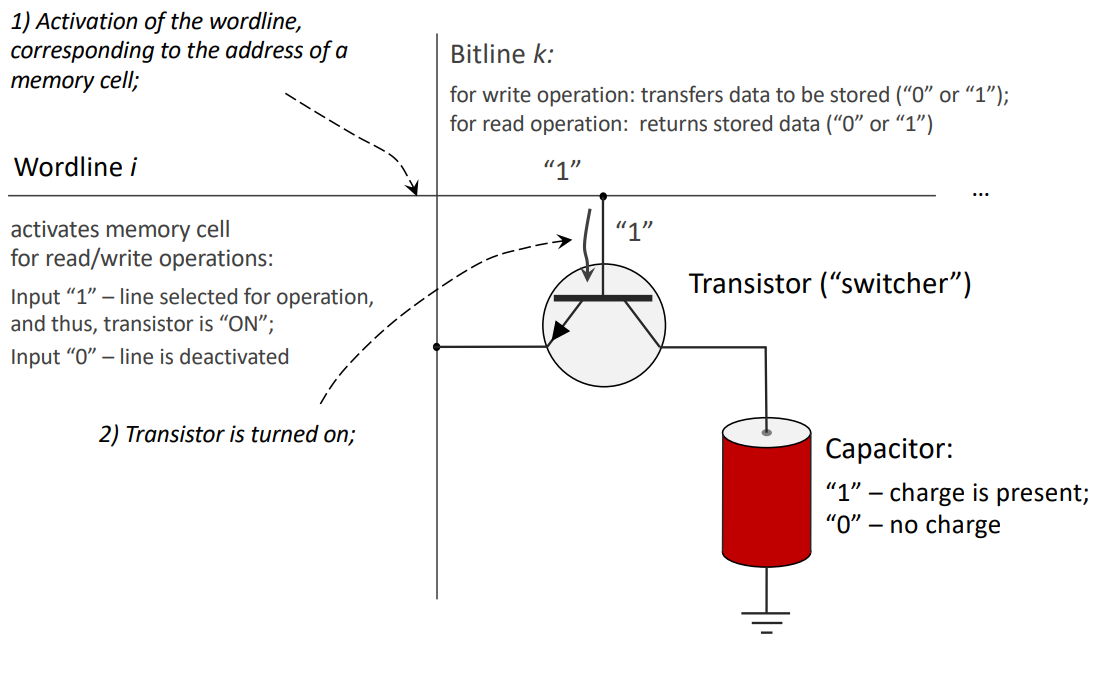 1) Activation of the wordline,
corresponding to the address of a
memory cell;
Bitline k:
for write operation: transfers data to be stored (“0” or “1”);
for read operation:  returns stored data (“0” or “1”)
Wordline i
“1”
...
activates memory cell
for read/write operations:
Input “1” – line selected for operation,
and thus, transistor is “ON”;
Input “0” – line is deactivated
“1”
Transistor (“switcher”)
2) Transistor is turned on;
Capacitor:
“1” – charge is present;
“0” – no charge